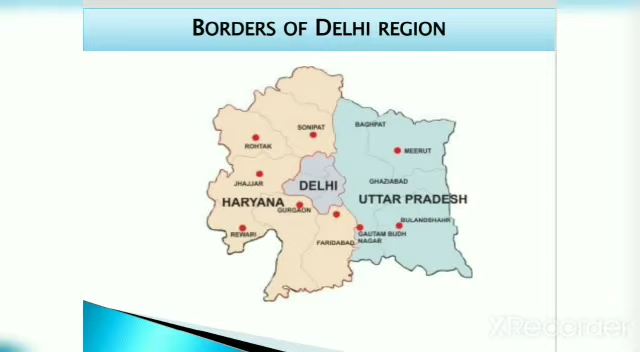 BORDERS OF DELHI REGION
SONIPAT
BAGHPAT
ROHTAK
MEERUT
JHAJJAR
DELHI
GHAZIABAD
HARYANA
UTTAR PRADESH
GURGAON
BULANDSHAHR
REWARI
FARIDABAD
GAUTAM BUDH
NAGAR
XRecorder